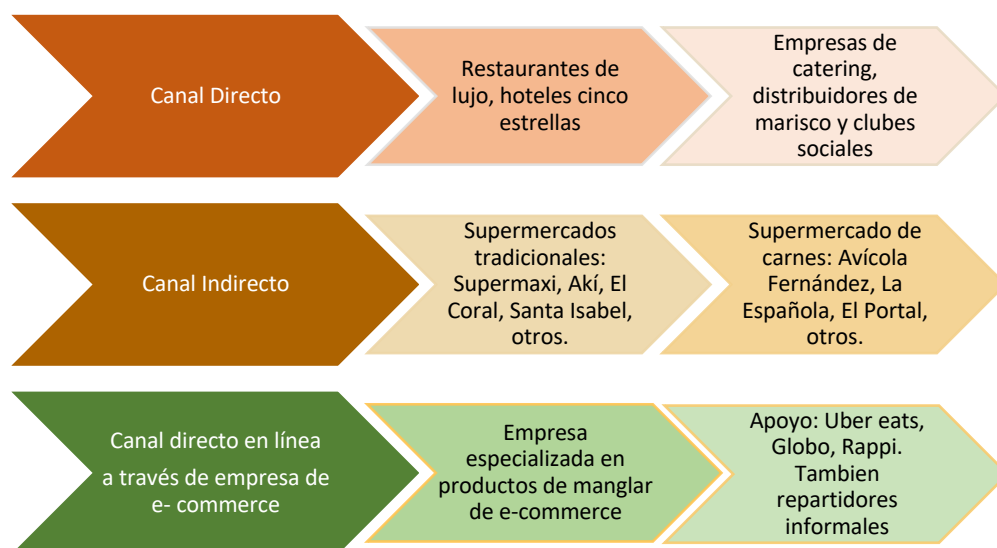 Canal Directo
Restaurantes de
lujo, hoteles cinco
estrellas
Empresas de
catering,
distribuidores de
marisco y clubes
sociales
Canal Indirecto
Supermercados
tradicionales:
Supermaxi, Akí, El
Coral, Santa Isabel,
otros.
Supermercado de
carnes: Avícola
Fernández, La
Española, El Portal,
otros.
Canal directo en línea
a través de empresa de
e- commerce
Empresa
especializada en
productos de manglar
de e-commerce
Apoyo: Uber eats,
Globo, Rappi.
Tambien
repartidores
informales